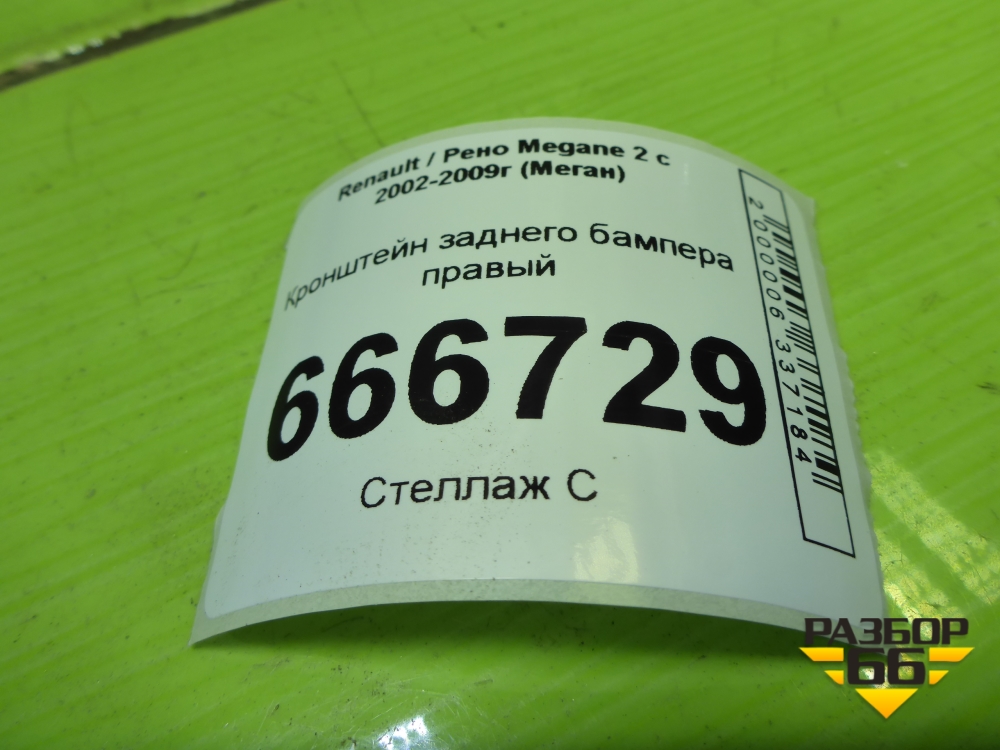 Renault / Рено Megane 2 с
2002-2009г (Меган)
Кронштейн заднего бампера
правый
666729
Стеллаж С
2000006337184
РАЗБОР
66